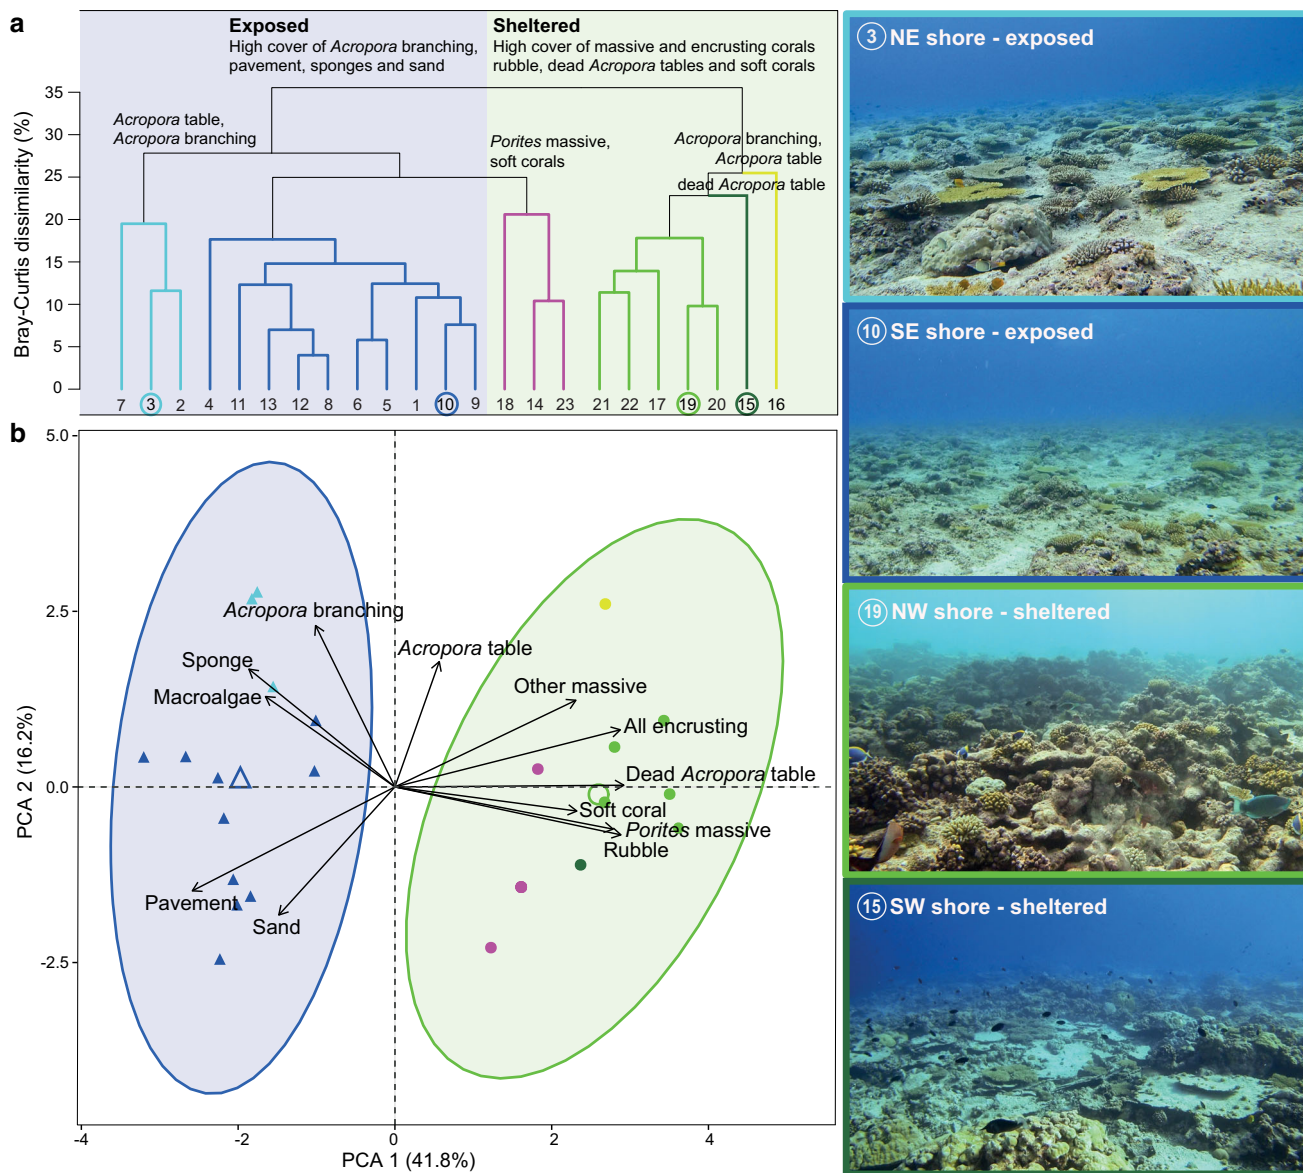 a
Exposed
High cover of Acropora branching,
pavement, sponges and sand
Sheltered
High cover of massive and encrusting corals
rubble, dead Acropora tables and soft corals
Bray-Curtis dissimilarity (%)
35
30
25
20
15
10
5
0
Acropora table,
Acropora branching
Porites massive,
soft corals
Acropora branching,
Acropora table
dead Acropora table
7 3 2 4 11 13 12 8 6 5 1 10 9 18 14 23 21 22 17 19 20 15 16
b
PCA 2 (16.2%)
5.0
2.5
0.0
-2.5
Acropora branching
Acropora table
Sponge
Macroalgae
Other massive
All encrusting
Dead Acropora table
Soft coral
Porites massive
Rubble
Pavement
Sand
-4 -2 0 2 4
PCA 1 (41.8%)
3 NE shore - exposed
10 SE shore - exposed
19 NW shore - sheltered
15 SW shore - sheltered